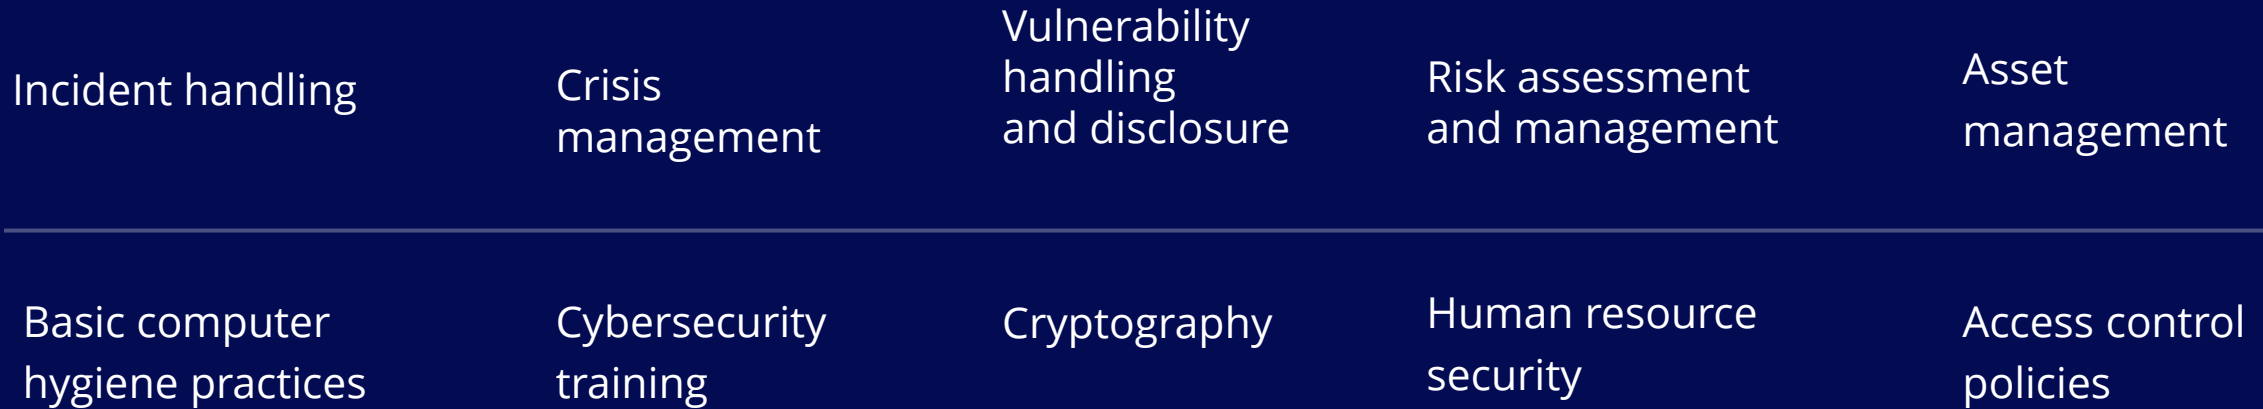 Incident handling
Crisis
management
Vulnerability
handling
and disclosure
Risk assessment
and management
Asset
management
Basic computer
hygiene practices
Cybersecurity
training
Cryptography
Human resource
security
Access control
policies